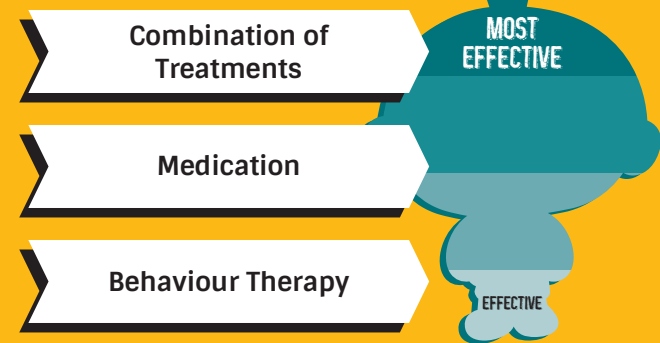 Combination of
Treatments
MOST
EFFECTIVE
Medication
Behaviour Therapy
EFFECTIVE